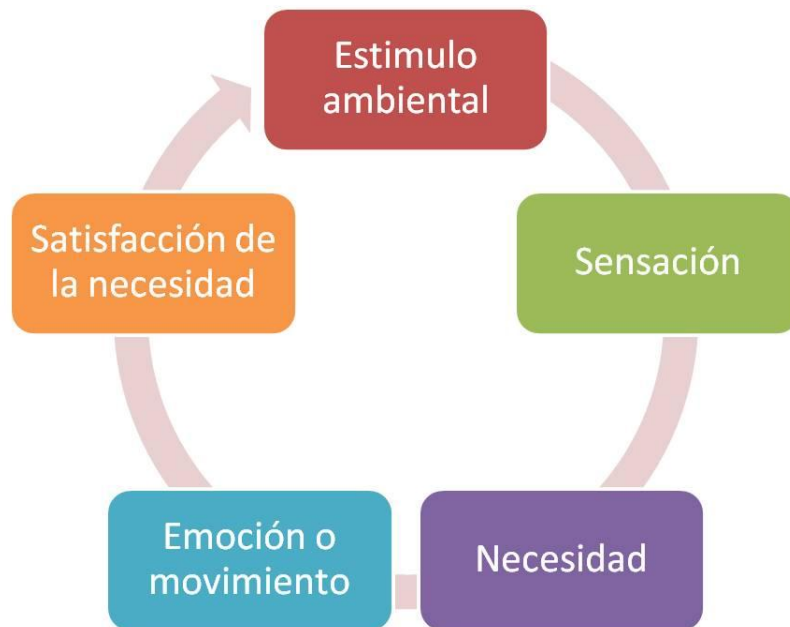 Estimulo
ambiental
Sensación
Necesidad
Emoción o
movimiento
Satisfacción de
la necesidad